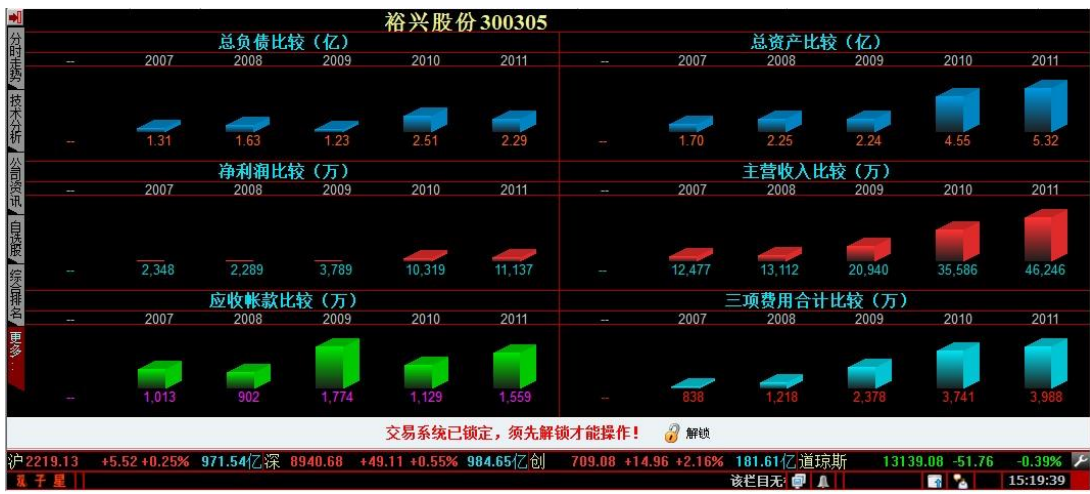 裕兴股份 300305
总负债比较（亿） 总资产比较（亿）
-- 2007 2008 2009 2010 2011 -- 2007 2008 2009 2010 2011
-- 1.31 1.63 1.23 2.51 2.29 -- 1.70 2.25 2.24 4.55 5.32
净利润比较（万） 主营收入比较（万）
-- 2007 2008 2009 2010 2011 -- 2007 2008 2009 2010 2011
-- 2,348 2,289 3,789 10,319 11,137 -- 12,477 13,112 20,940 35,586 46,246
应收帐款比较（万） 三项费用合计比较（万）
-- 2007 2008 2009 2010 2011 -- 2007 2008 2009 2010 2011
-- 1,013 902 1,774 1,129 1,559 -- 838 1,218 2,378 3,741 3,988
分时走势
技术分析
公司资讯
自选股
综合排名
更多...
交易系统已锁定，须先解锁才能操作！ 解锁
沪2219.13 +5.52 +0.25% 971.54亿 深 8940.68 +49.11 +0.55% 984.65亿 创 709.08 +14.96 +2.16% 181.61亿 道琼斯 13139.08 -51.76 -0.39%
子 星 该栏目无 15:19:39